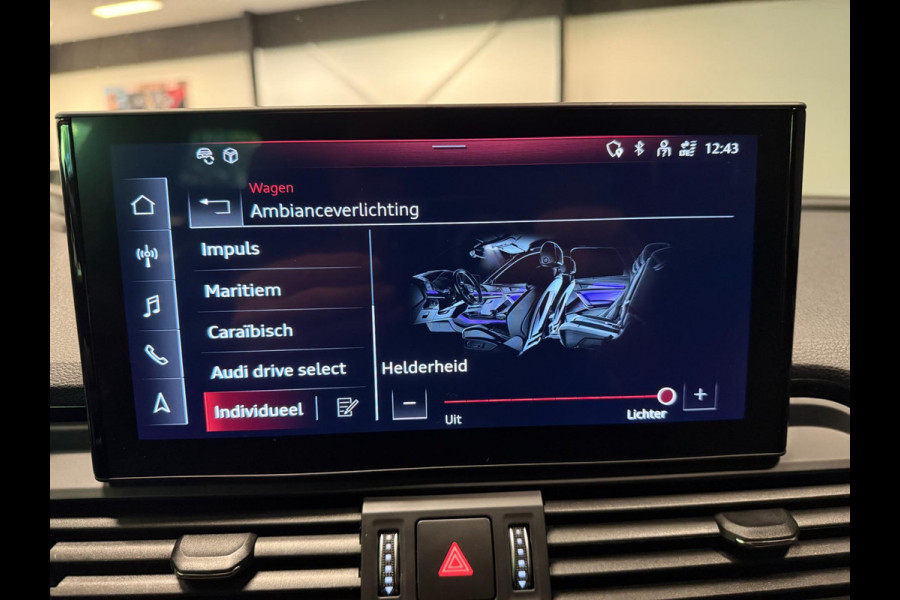 12:43
Wagen
Ambianceverlichting
Impuls
Maritiem
Caraïbisch
Audi drive select
Individueel
Helderheid
Uit
Lichter